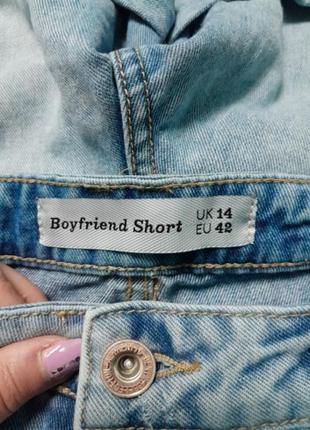 Boyfriend Short
UK 14
EU 42